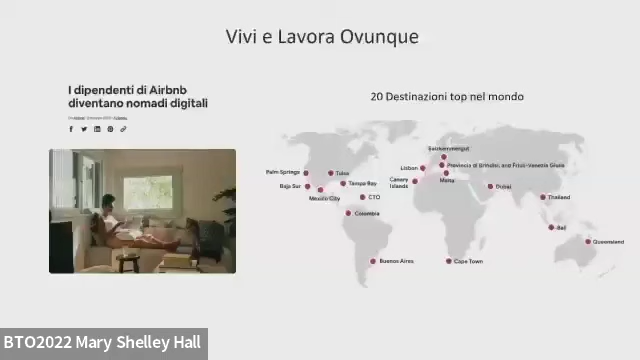 Vivi e Lavora Ovunque
I dipendenti di Airbnb
diventano nomadi digitali
20 Destinazioni top nel mondo
Salzkammergut
Lisbon
Provincia of Brindisi, and Friuli-Venezia Giulia
Palm Springs
Tulsa
Malta
Baja Sur
Tampa Bay
Canary
Islands
Dubai
Mexico City
CTO
Thailand
Colombia
Bali
Queensland
Buenos Aires
Cape Town
BTO2022 Mary Shelley Hall